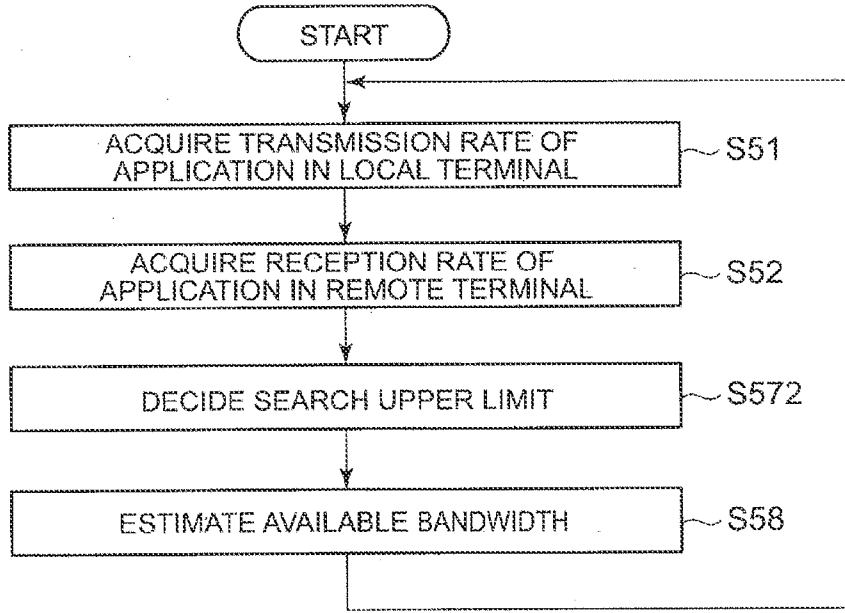 START
ACQUIRE TRANSMISSION RATE OF
APPLICATION IN LOCAL TERMINAL
S51
ACQUIRE RECEPTION RATE OF
APPLICATION IN REMOTE TERMINAL
S52
DECIDE SEARCH UPPER LIMIT
S572
ESTIMATE AVAILABLE BANDWIDTH
S58